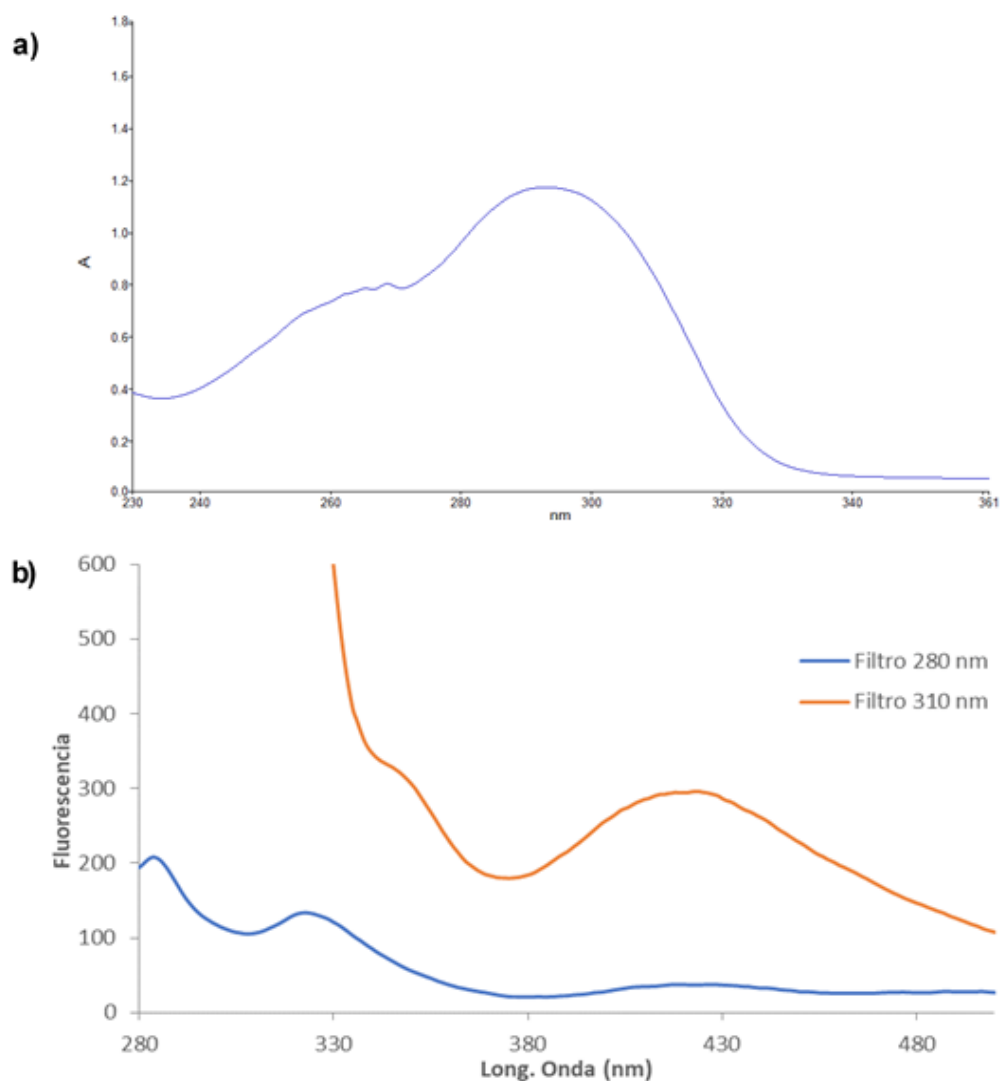 a)
1.8
1.6
1.4
1.2
1.0
A
0.8
0.6
0.4
0.2
0.0
230 240 260 280 300 320 340 361
nm
b)
600
500
400
300
200
100
0
Fluorescencia
Filtro 280 nm
Filtro 310 nm
280 330 380 430 480
Long. Onda (nm)